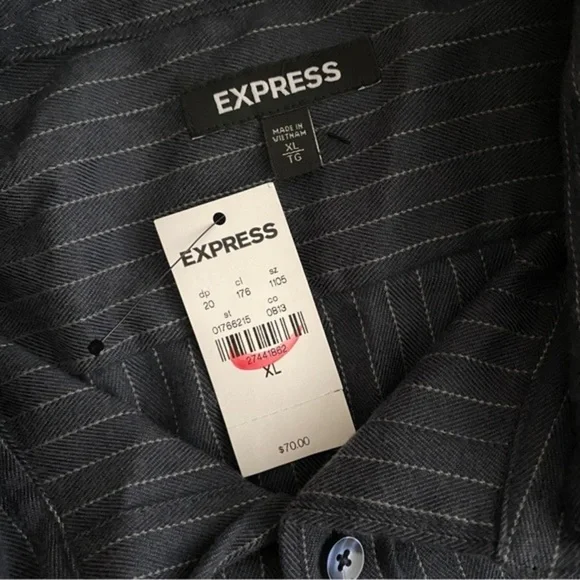 EXPRESS
MADE IN
VIETNAM
XL
TG
EXPRESS
dp cl sz
20 176 1105
st co
01766215 0813
27441862
XL
$70.00